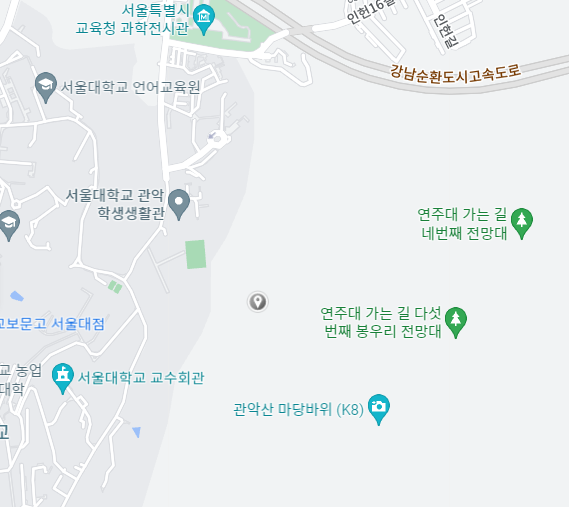 서울특별시
교육청 과학전시관
인헌16길
인헌길
강남순환도시고속도로
서울대학교 언어교육원
서울대학교 관악
학생생활관
연주대 가는 길
네번째 전망대
연주대 가는 길 다섯
번째 봉우리 전망대
교보문고 서울대점
교 농업
대학
서울대학교 교수회관
관악산 마당바위 (K8)
교